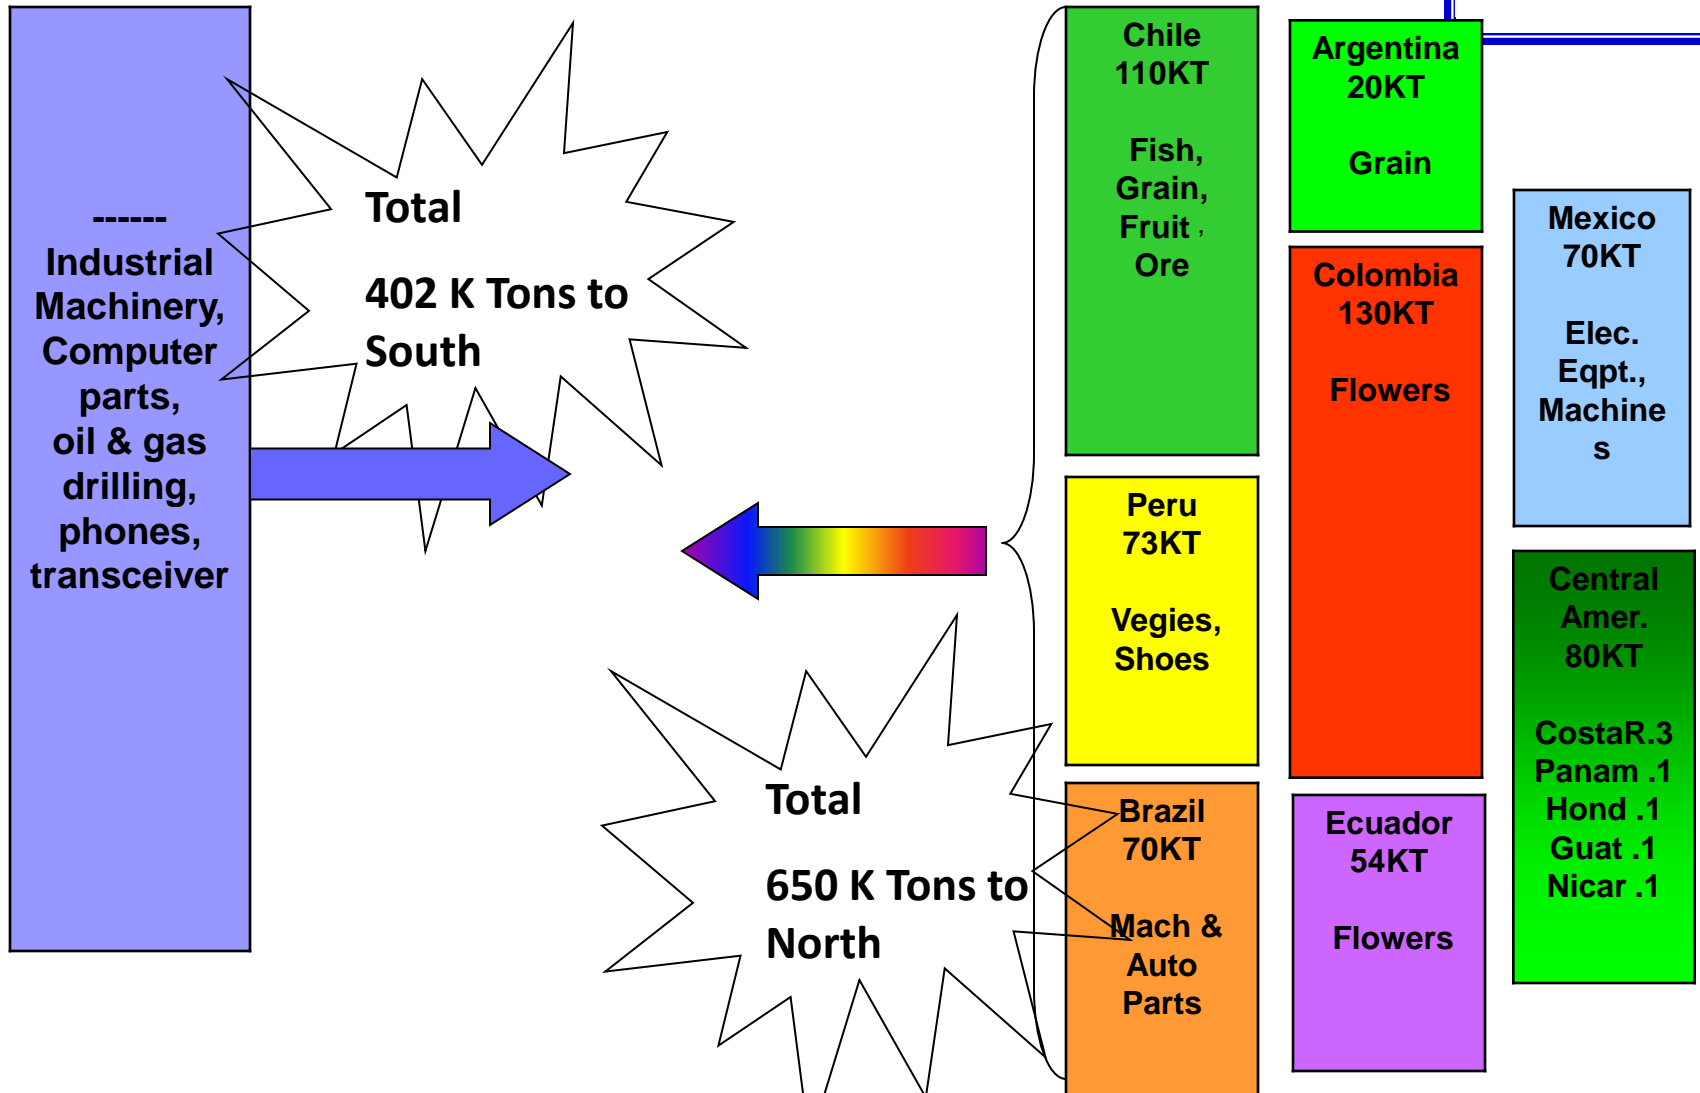 ------
Industrial
Machinery,
Computer
parts,
oil & gas
drilling,
phones,
transceiver
Total
402 K Tons to
South
Total
650 K Tons to
North
Chile
110KT
Fish,
Grain,
Fruit ,
Ore
Peru
73KT
Vegies,
Shoes
Brazil
70KT
Mach &
Auto
Parts
Argentina
20KT
Grain
Colombia
130KT
Flowers
Ecuador
54KT
Flowers
Mexico
70KT
Elec.
Eqpt.,
Machine
s
Central
Amer.
80KT
CostaR.3
Panam .1
Hond .1
Guat .1
Nicar .1